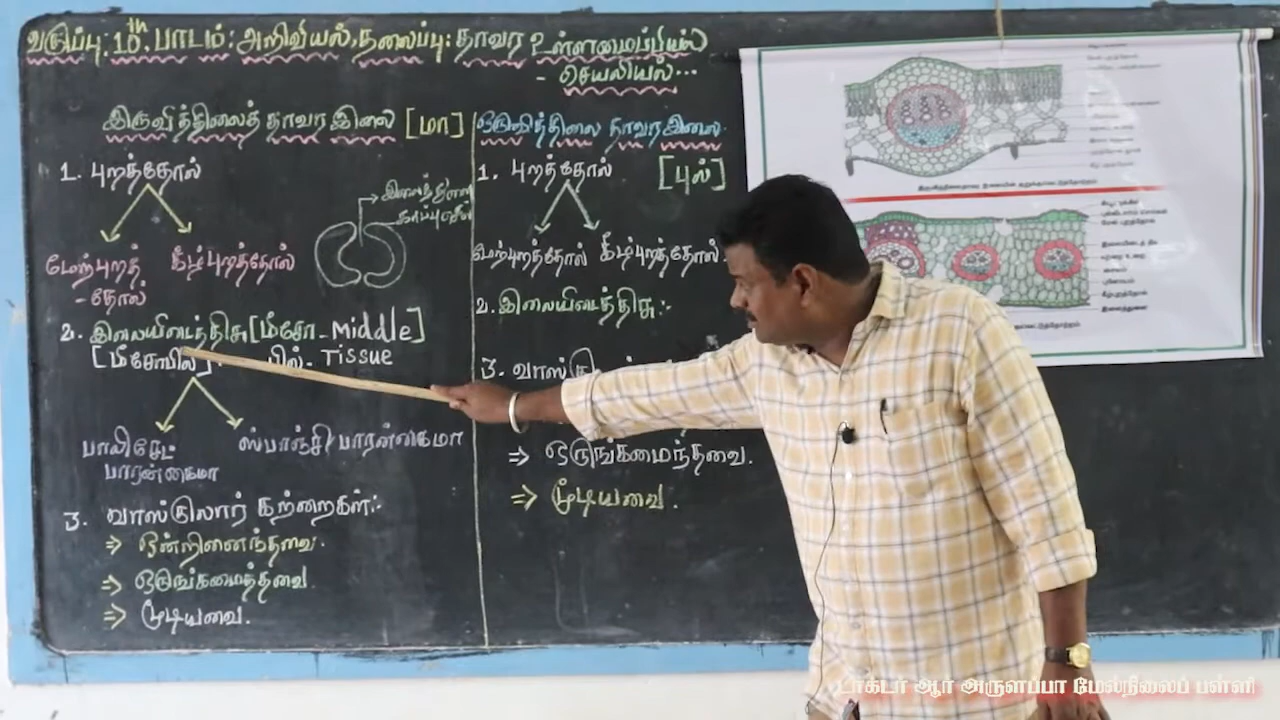 வகுப்பு: 10th. பாடம்: அறிவியல், தலைப்பு: தாவர உள்ளமைப்பியல்
- செயலியல்...
இருவித்திலைத் தாவர இலை [மா]
1. புறத்தோல்
இலைத்துளை
காப்புசெல்
மேற்புறத்
- தோல்
கீழ்புறத்தோல்
2. இலையிடைத்திசு [மீசோ - Middle]
[மீசோபில்] பில். Tissue
பாலிசேட்
பாரன்கைமா
ஸ்பாஞ்சி பாரன்கைமா
3. வாஸ்குலார் கற்றைகள்:-
⇒ ஒன்றிணைந்தவை.
⇒ ஒருங்கமைந்தவை.
⇒ மூடியவை.
ஒருவித்திலை தாவர இலை
[புல்]
1. புறத்தோல்
மேற்புறத்தோல் கீழ்புறத்தோல்
2. இலையிடைத்திசு:-
3.
⇒ ஒருங்கமைந்தவை.
⇒ மூடியவை.
டாக்டர் ஆர் அருளப்பா மேல்நிலைப் பள்ளி